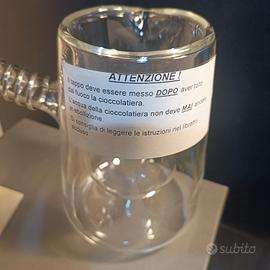 ATTENZIONE!
Il tappo deve essere messo DOPO aver tolto
dal fuoco la cioccolatiera.
L'acqua della cioccolatiera non deve MAI andare
in ebollizione.
Si consiglia di leggere le istruzioni nel libretto
accluso.
subito